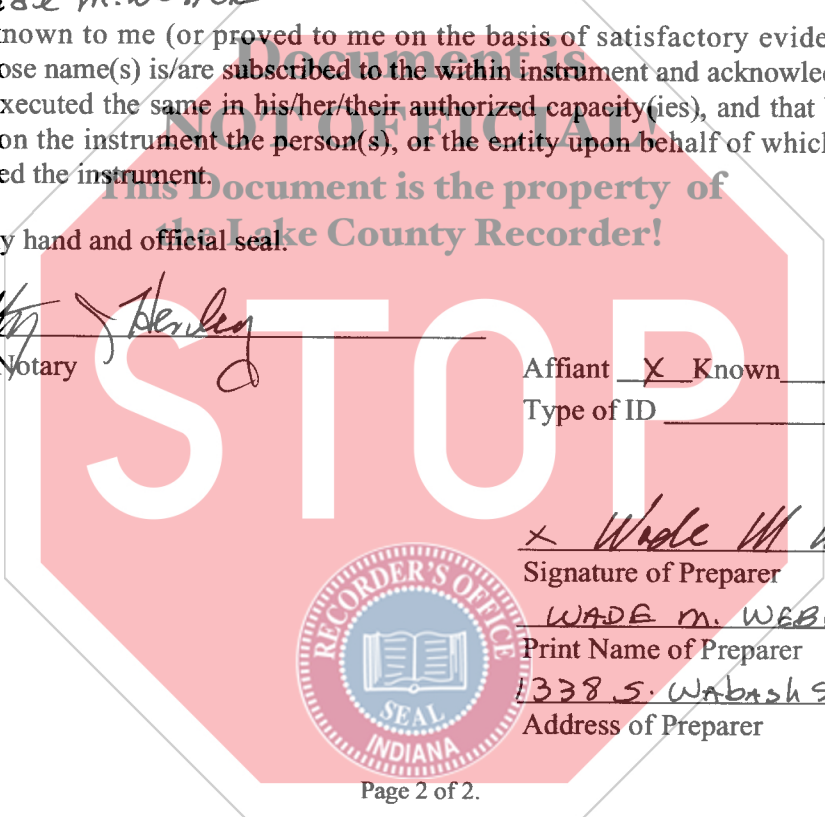 M. W
nown to me (or proved to me on the basis of satisfactory evide
ose name(s) is/are subscribed to the within instrument and acknowled
xecuted the same in his/her/their authorized capacity(ies), and that
on the instrument the person(s), or the entity upon behalf of which
ed the instrument.
y hand and official seal.
Document is
NOT OFFICIAL!
This Document is the property of
the Lake County Recorder!
STOP
J Henley
Notary
Affiant X Known
Type of ID
x Wade M W
Signature of Preparer
WADE M. WEB
Print Name of Preparer
1338 S. Wabash S
Address of Preparer
RECORDER'S OFFICE
SEAL
INDIANA
Page 2 of 2.